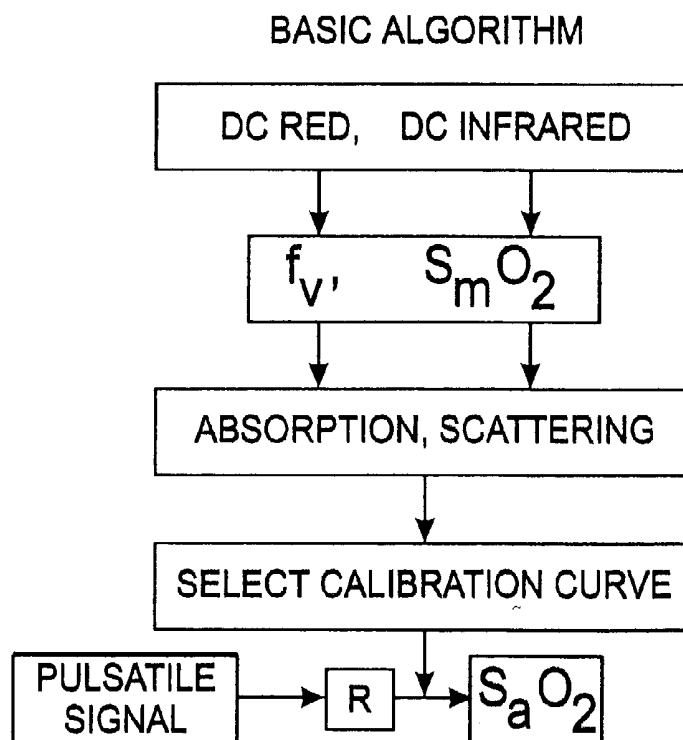 BASIC ALGORITHM
DC RED, DC INFRARED
fv, SmO2
ABSORPTION, SCATTERING
SELECT CALIBRATION CURVE
PULSATILE
SIGNAL
R
SaO2